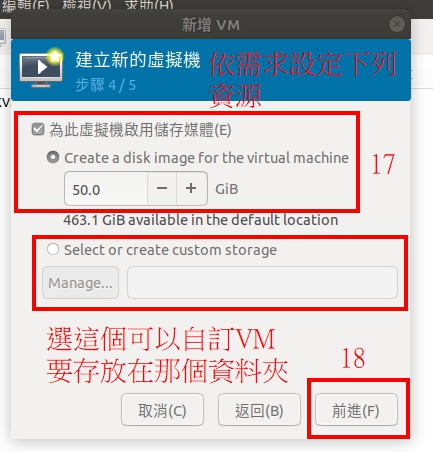 編輯(E) 檢視(V) 求助(H)
新增 VM
建立新的虛擬機
步驟 4 / 5
依需求設定下列
資源
為此虛擬機啟用儲存媒體(E)
Create a disk image for the virtual machine
17
50.0 − + GiB
463.1 GiB available in the default location
Select or create custom storage
Manage...
選這個可以自訂VM
要存放在那個資料夾
18
取消(C) 返回(B) 前進(F)